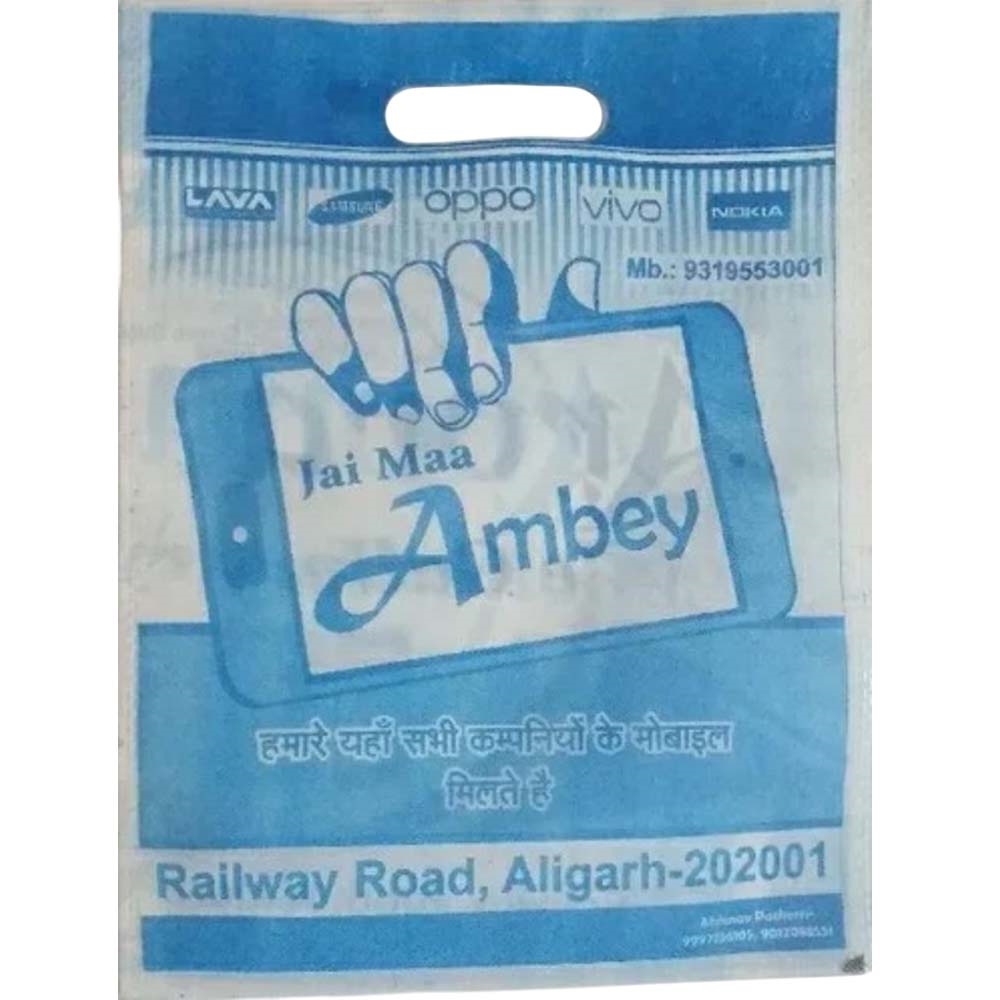 LAVA SAMSUNG oppo vivo NOKIA
Mb.: 9319553001
Jai Maa
Ambey
हमारे यहाँ सभी कम्पनियों के मोबाइल
मिलते है
Railway Road, Aligarh-202001